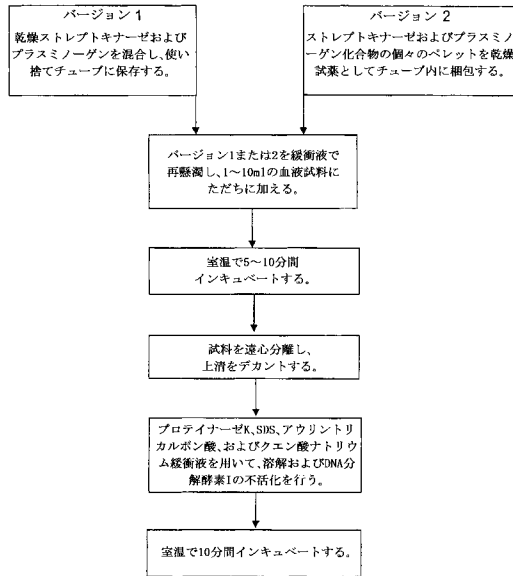 バージョン 1
乾燥ストレプトキナーゼおよび
プラスミノーゲンを混合し、使い
捨てチューブに保存する。
バージョン 2
ストレプトキナーゼおよびプラスミノ
ーゲン化合物の個々のペレットを乾燥
試薬としてチューブ内に梱包する。
バージョン1または2を緩衝液で
再懸濁し、1~10mlの血液試料に
ただちに加える。
室温で5~10分間
インキュベートする。
試料を遠心分離し、
上清をデカントする。
プロテイナーゼK、SDS、アウリントリ
カルボン酸、およびクエン酸ナトリウ
ム緩衝液を用いて、溶解およびDNA分
解酵素Iの不活化を行う。
室温で10分間インキュベートする。